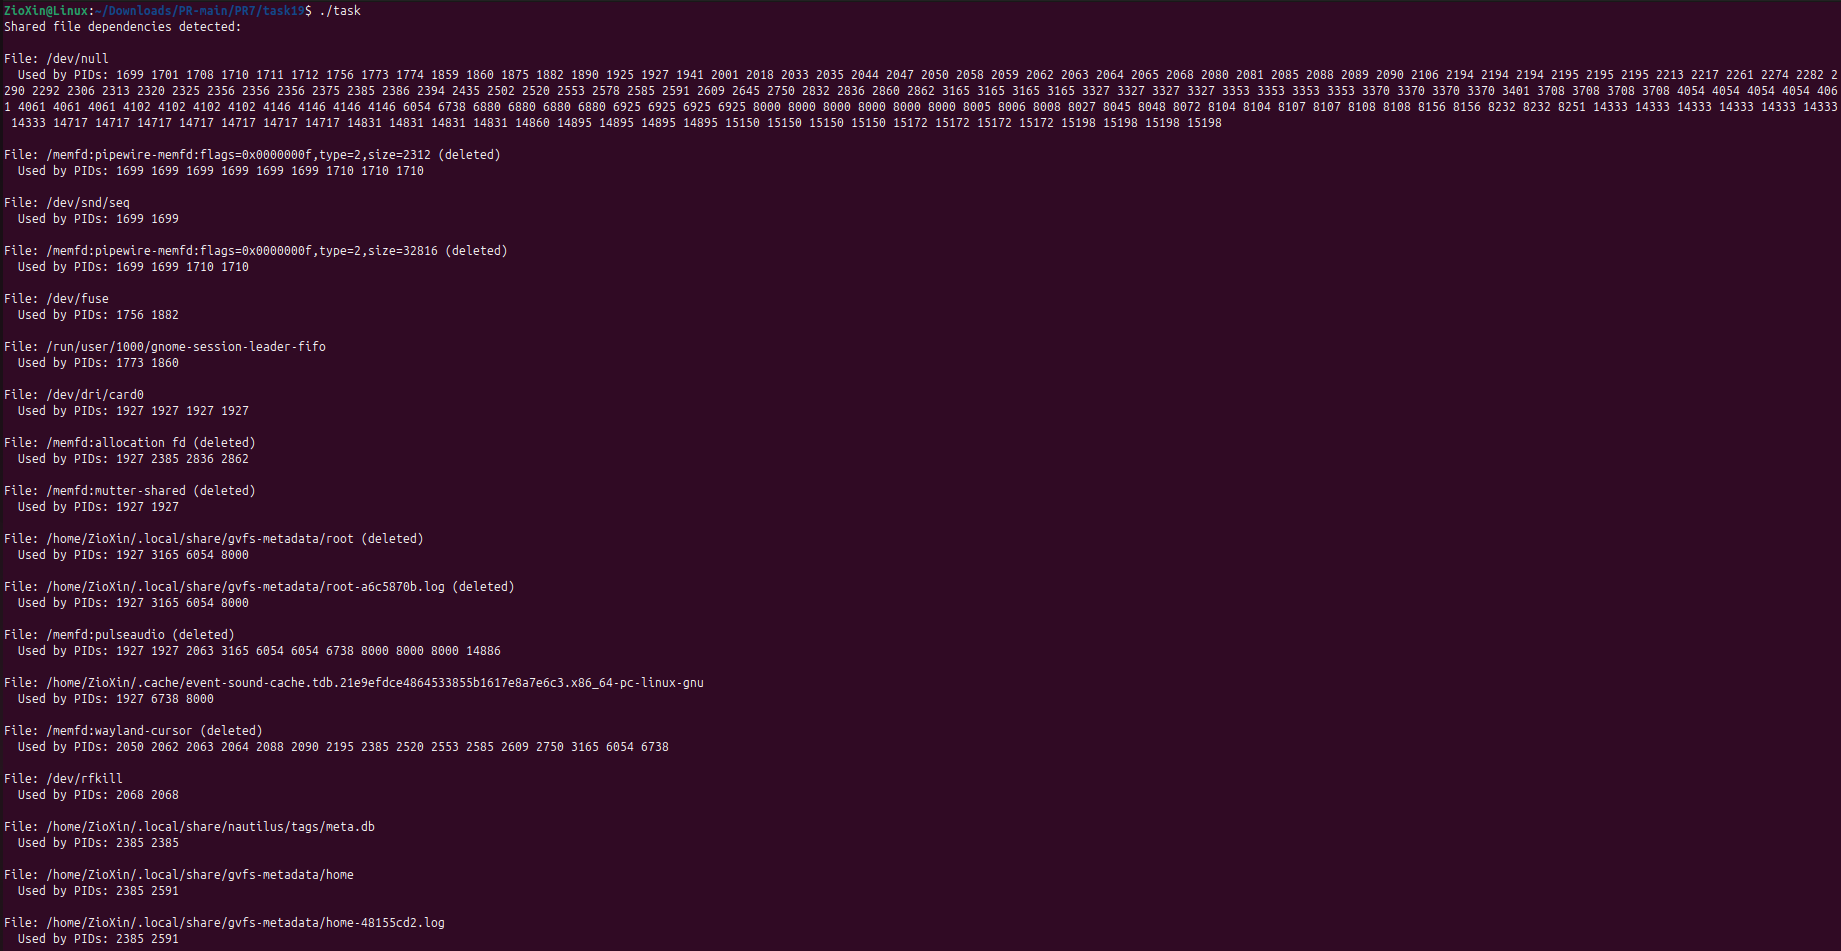 ZioXin@Linux:~/Downloads/PR-main/PR7/task19$ ./task
Shared file dependencies detected:
File: /dev/null
Used by PIDs: 1699 1701 1708 1710 1711 1712 1756 1773 1774 1859 1860 1875 1882 1890 1925 1927 1941 2001 2018 2033 2035 2044 2047 2050 2058 2059 2062 2063 2064 2065 2068 2080 2081 2085 2088 2089 2090 2106 2194 2194 2194 2195 2195 2195 2213 2217 2261 2274 2282 2
290 2292 2306 2313 2320 2325 2356 2356 2356 2375 2385 2386 2394 2435 2502 2520 2553 2578 2585 2591 2609 2645 2750 2832 2836 2860 2862 3165 3165 3165 3165 3327 3327 3327 3327 3353 3353 3353 3353 3370 3370 3370 3370 3401 3708 3708 3708 3708 4054 4054 4054 4054 406
1 4061 4061 4061 4102 4102 4102 4102 4146 4146 4146 4146 6054 6738 6880 6880 6880 6880 6925 6925 6925 6925 8000 8000 8000 8000 8000 8000 8005 8006 8008 8027 8045 8048 8072 8104 8104 8107 8107 8108 8108 8156 8156 8232 8232 8251 14333 14333 14333 14333 14333 14333 14333
14333 14717 14717 14717 14717 14717 14717 14717 14831 14831 14831 14831 14860 14895 14895 14895 14895 15150 15150 15150 15150 15172 15172 15172 15172 15198 15198 15198 15198
File: /memfd:pipewire-memfd:flags=0x0000000f,type=2,size=2312 (deleted)
Used by PIDs: 1699 1699 1699 1699 1699 1699 1710 1710 1710
File: /dev/snd/seq
Used by PIDs: 1699 1699
File: /memfd:pipewire-memfd:flags=0x0000000f,type=2,size=32816 (deleted)
Used by PIDs: 1699 1699 1710 1710
File: /dev/fuse
Used by PIDs: 1756 1882
File: /run/user/1000/gnome-session-leader-fifo
Used by PIDs: 1773 1860
File: /dev/dri/card0
Used by PIDs: 1927 1927 1927 1927
File: /memfd:allocation fd (deleted)
Used by PIDs: 1927 2385 2836 2862
File: /memfd:mutter-shared (deleted)
Used by PIDs: 1927 1927
File: /home/ZioXin/.local/share/gvfs-metadata/root (deleted)
Used by PIDs: 1927 3165 6054 8000
File: /home/ZioXin/.local/share/gvfs-metadata/root-a6c5870b.log (deleted)
Used by PIDs: 1927 3165 6054 8000
File: /memfd:pulseaudio (deleted)
Used by PIDs: 1927 1927 2063 3165 6054 6054 6738 8000 8000 8000 14886
File: /home/ZioXin/.cache/event-sound-cache.tdb.21e9efdce4864533855b1617e8a7e6c3.x86_64-pc-linux-gnu
Used by PIDs: 1927 6738 8000
File: /memfd:wayland-cursor (deleted)
Used by PIDs: 2050 2062 2063 2064 2088 2090 2195 2385 2520 2553 2585 2609 2750 3165 6054 6738
File: /dev/rfkill
Used by PIDs: 2068 2068
File: /home/ZioXin/.local/share/nautilus/tags/meta.db
Used by PIDs: 2385 2385
File: /home/ZioXin/.local/share/gvfs-metadata/home
Used by PIDs: 2385 2591
File: /home/ZioXin/.local/share/gvfs-metadata/home-48155cd2.log
Used by PIDs: 2385 2591